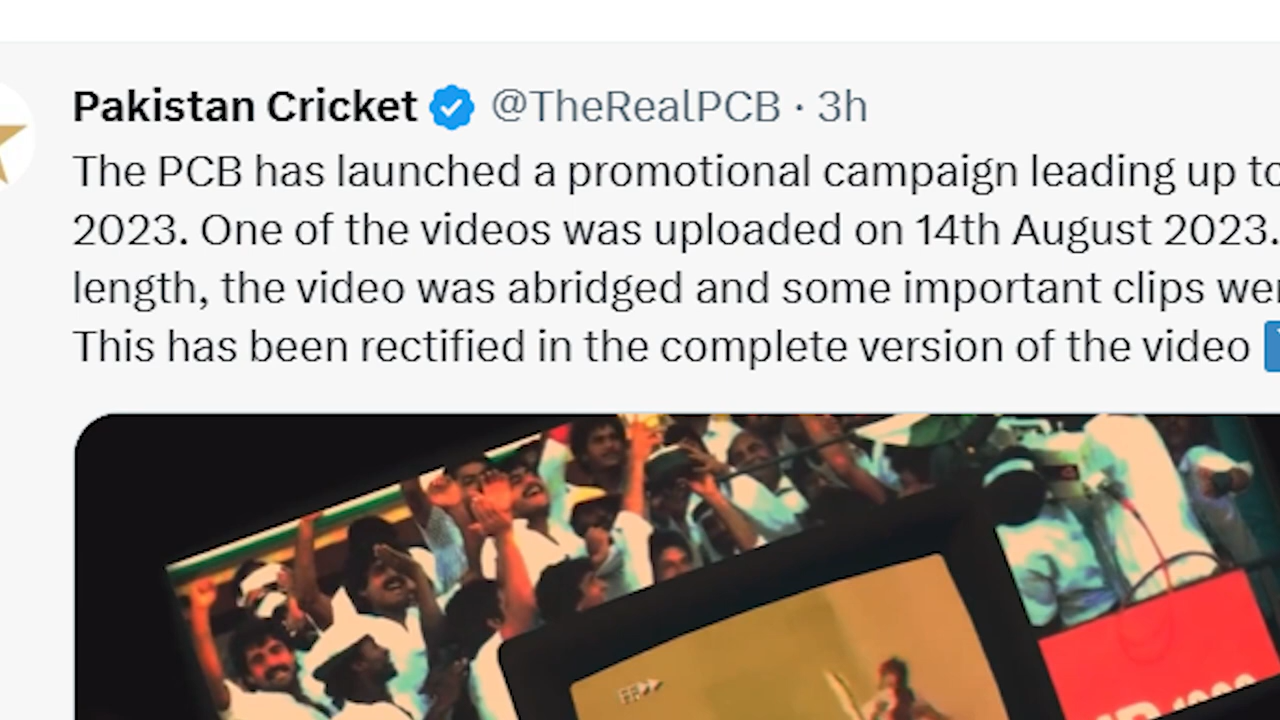 Pakistan Cricket @TheRealPCB · 3h
The PCB has launched a promotional campaign leading up to
2023. One of the videos was uploaded on 14th August 2023.
length, the video was abridged and some important clips
This has been rectified in the complete version of the video
FF